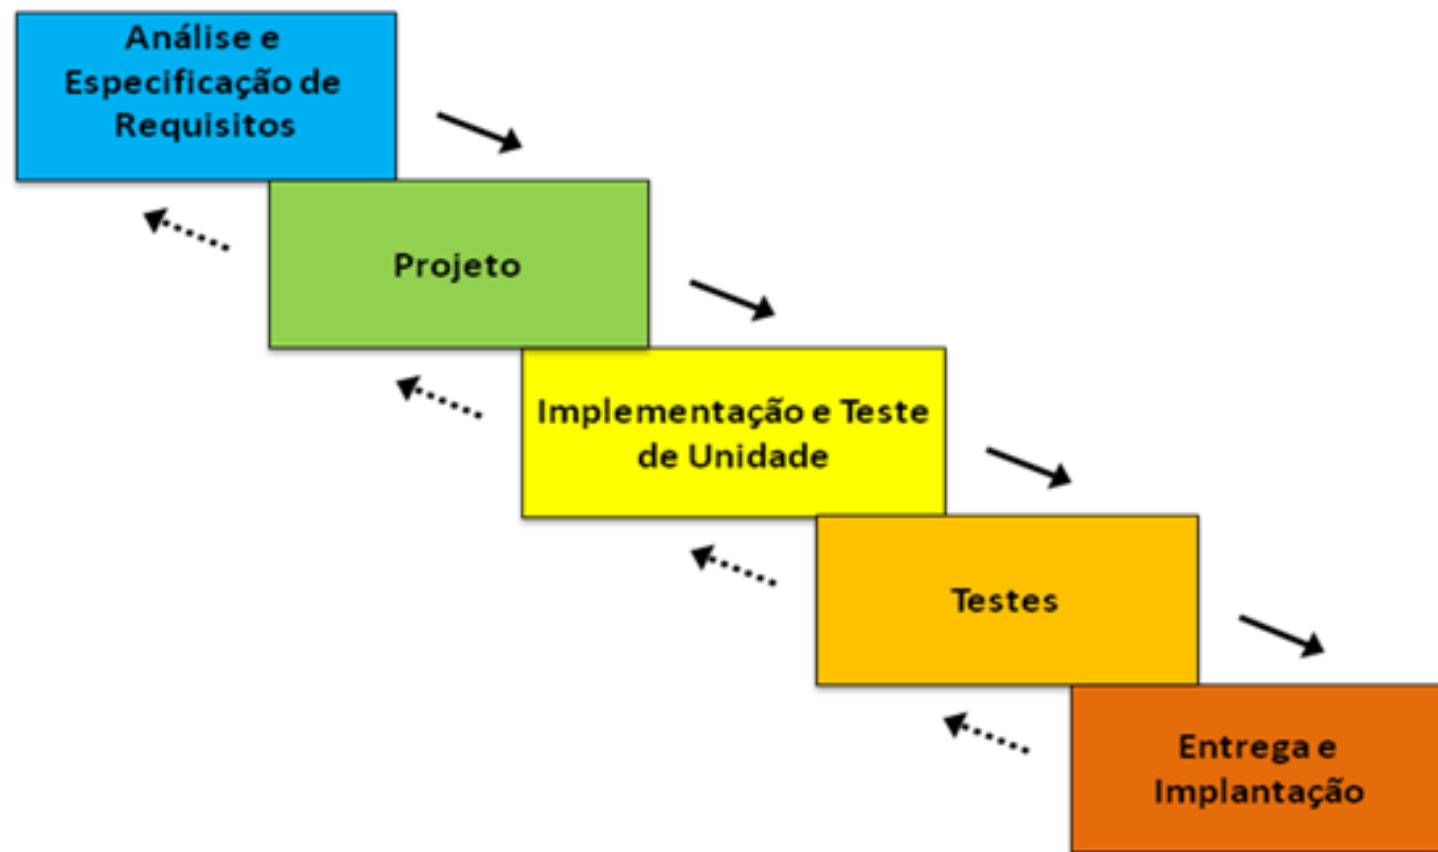 Análise e
Especificação de
Requisitos
Projeto
Implementação e Teste
de Unidade
Testes
Entrega e
Implantação